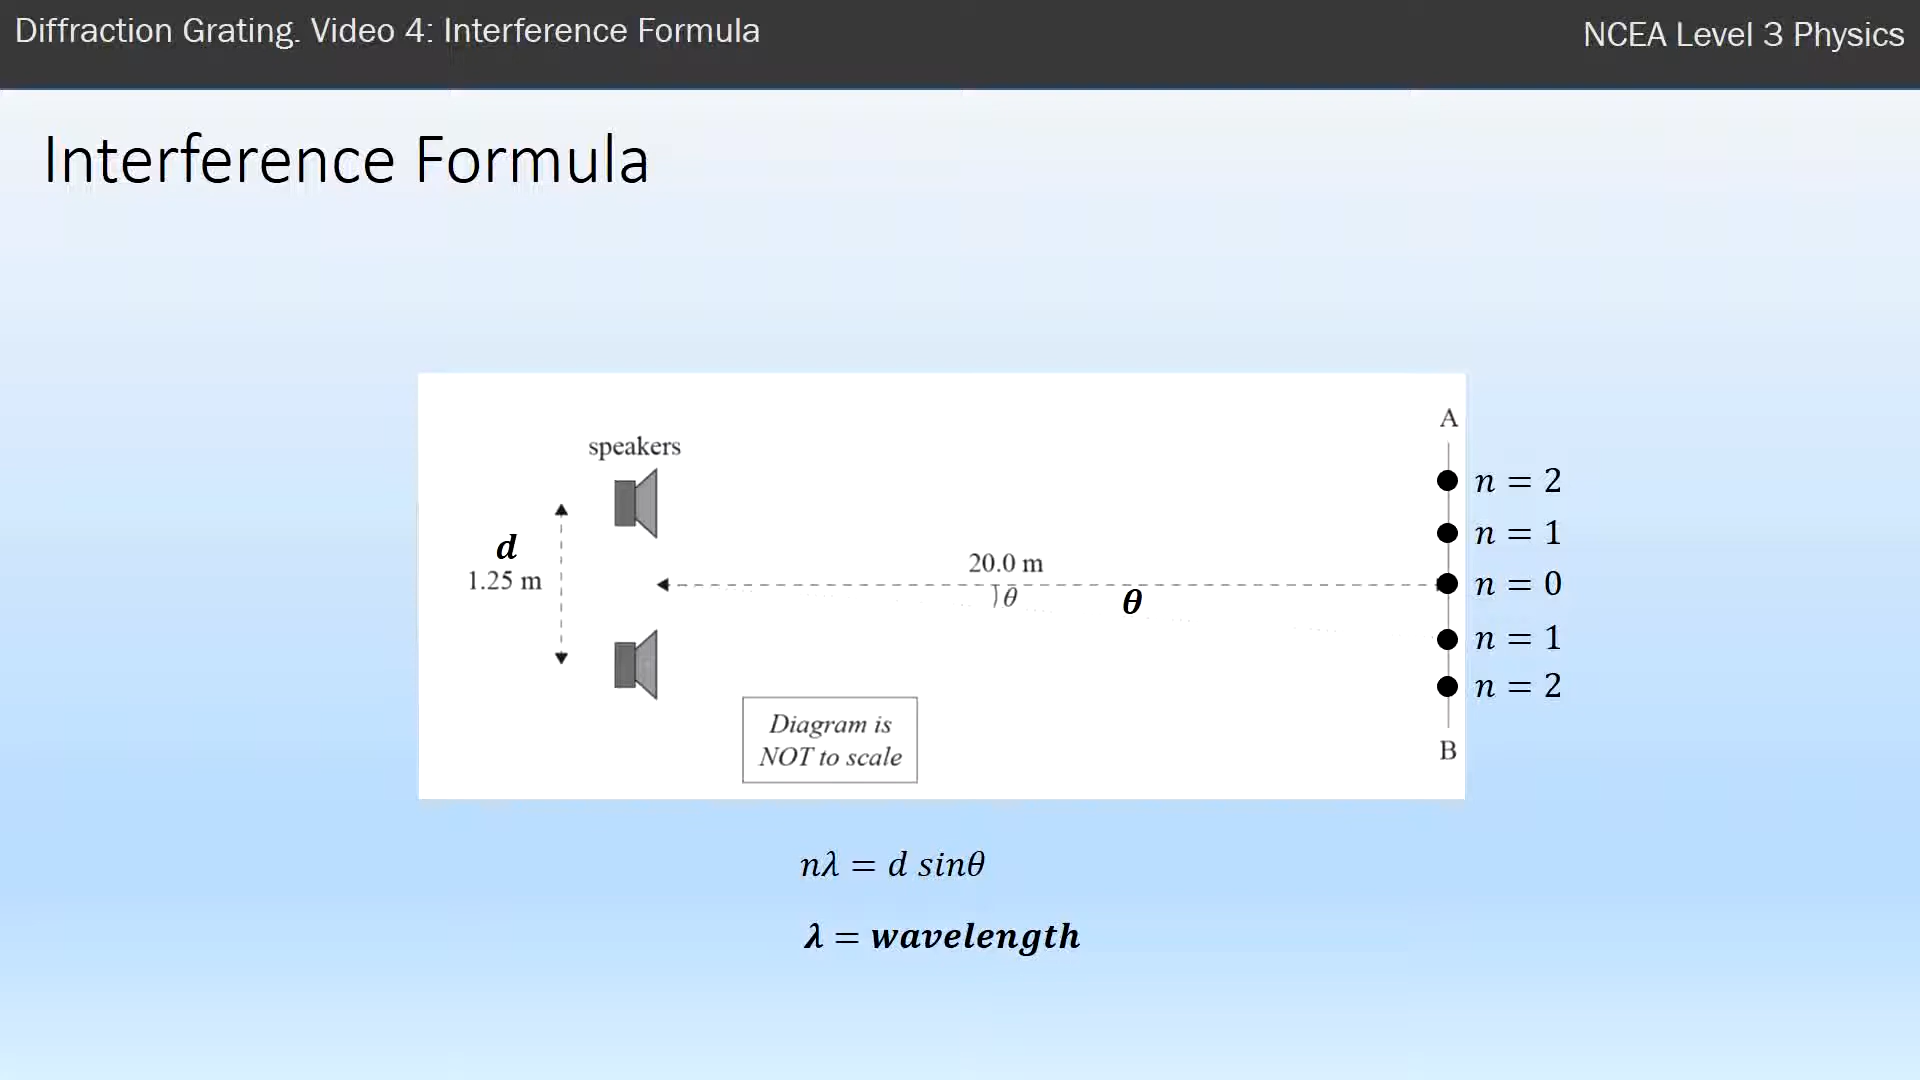 Diffraction Grating. Video 4: Interference Formula
NCEA Level 3 Physics
Interference Formula
speakers
d
1.25 m
20.0 m
θ
θ
A
n = 2
n = 1
n = 0
n = 1
n = 2
B
Diagram is
NOT to scale
nλ = d sinθ
λ = wavelength